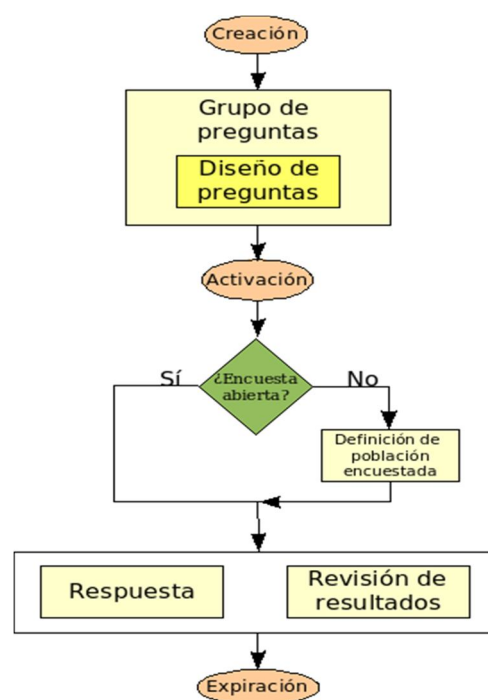 Creación
Grupo de
preguntas
Diseño de
preguntas
Activación
¿Encuesta
abierta?
Sí
No
Definición de
población
encuestada
Respuesta
Revisión de
resultados
Expiración